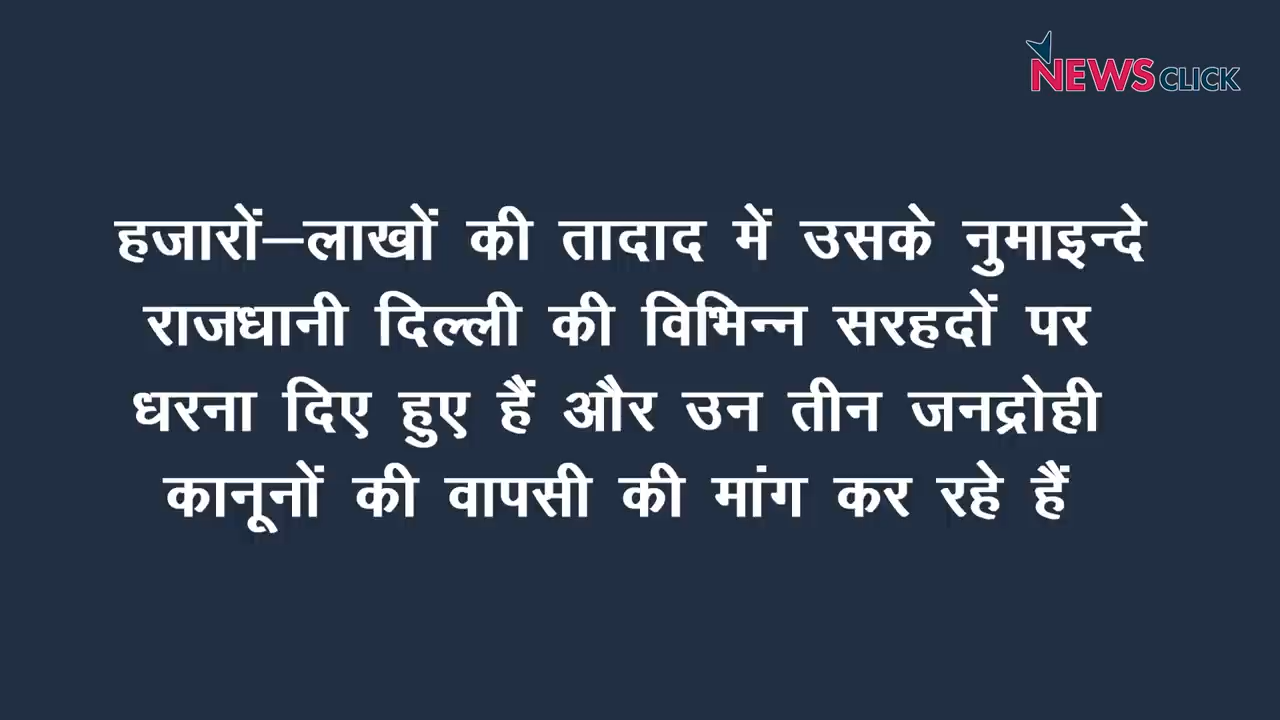 NEWSCLICK
हजारों–लाखों की तादाद में उसके नुमाइन्दे
राजधानी दिल्ली की विभिन्न सरहदों पर
धरना दिए हुए हैं और उन तीन जनद्रोही
कानूनों की वापसी की मांग कर रहे हैं